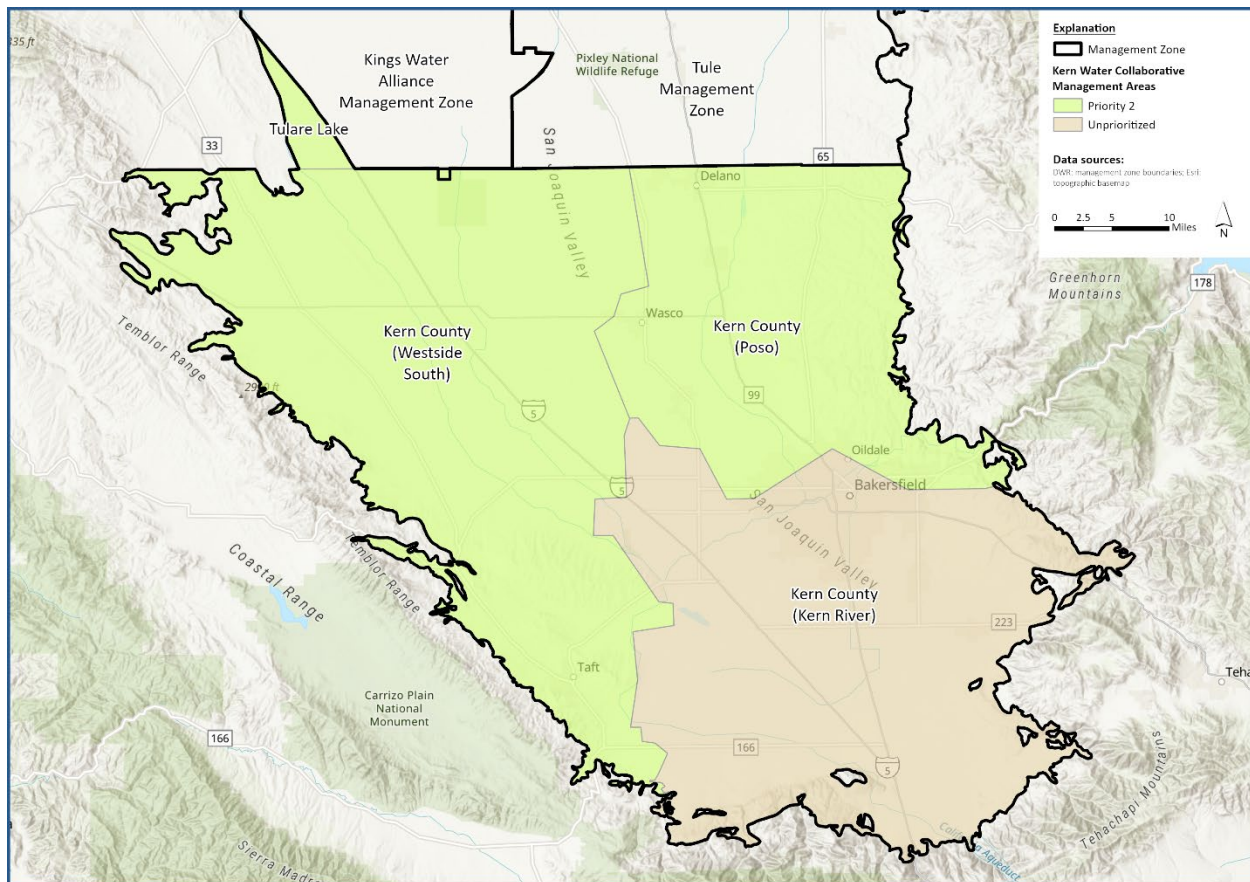 Explanation
Management Zone
Kern Water Collaborative
Management Areas
Priority 2
Unprioritized
Data sources:
DWR: management zone boundaries; Esri:
topographic basemap
0 2.5 5 10
Miles
N
Kings Water
Alliance
Management Zone
Pixley National
Wildlife Refuge
Tule
Management
Zone
Tulare Lake
33
65
San Joaquin Valley
Delano
Greenhorn
Mountains
178
Wasco
Kern County
(Westside
South)
Kern County
(Poso)
Temblor Range
99
5
Oildale
Bakersfield
5
San Joaquin Valley
Coastal Range
Temblor Range
Kern County
(Kern River)
223
Taft
Carrizo Plain
National
Monument
166
166
5
Tehachapi Mountains